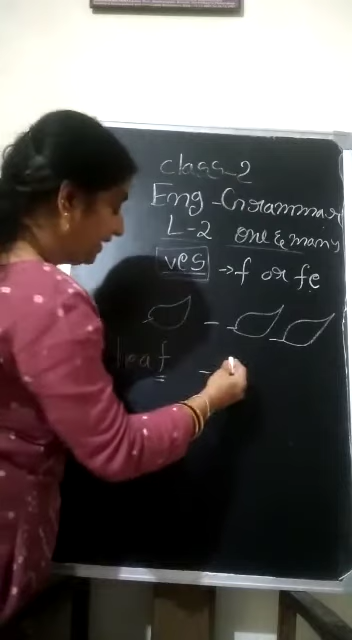 class-2
Eng-Grammar
L-2 one & many
ves → f or fe
leaf -